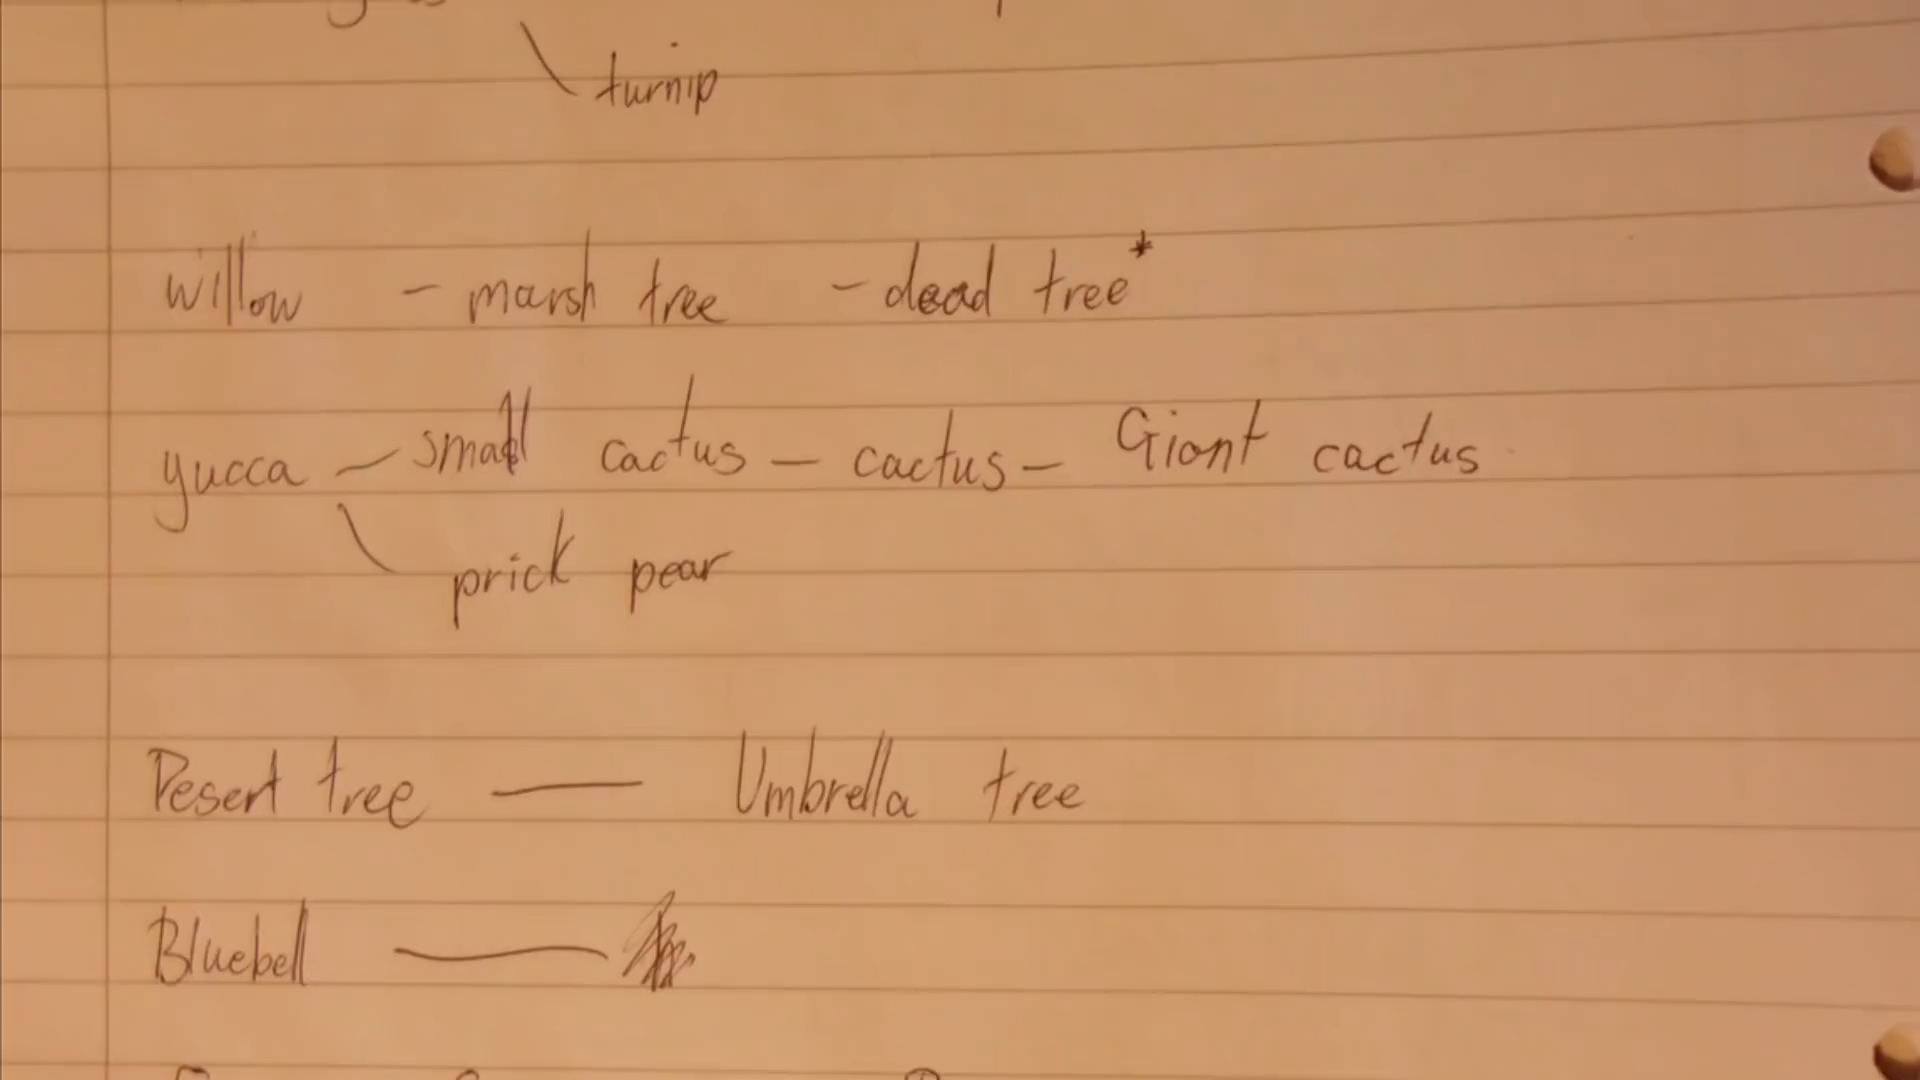 turnip
willow - marsh tree - dead tree*
yucca - small cactus - cactus - Giant cactus
prick pear
Desert tree — Umbrella tree
Bluebell —